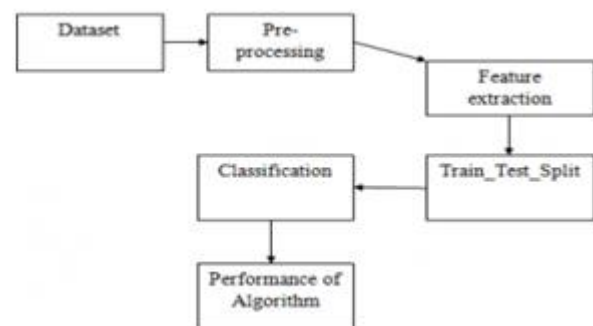 Dataset
Pre-
processing
Feature
extraction
Train_Test_Split
Classification
Performance of
Algorithm